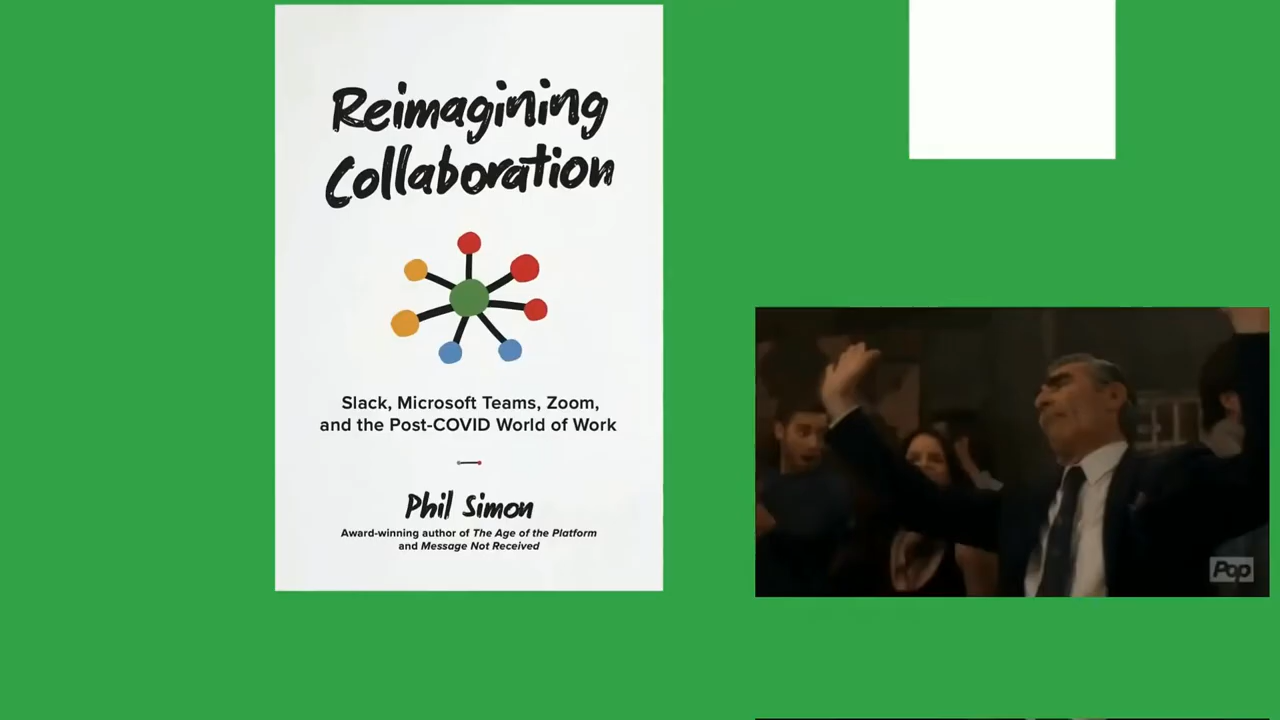 Reimagining
Collaboration
Slack, Microsoft Teams, Zoom,
and the Post-COVID World of Work
Phil Simon
Award-winning author of The Age of the Platform
and Message Not Received
Pop